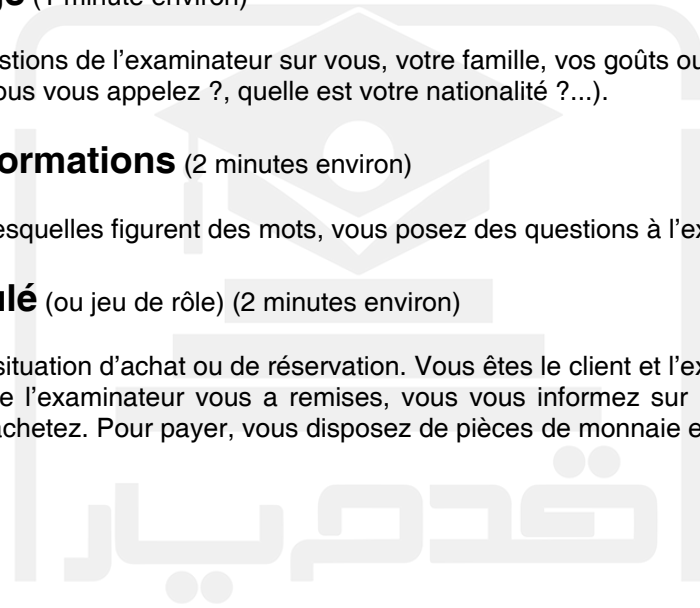 (1 minute environ)
stions de l’examinateur sur vous, votre famille, vos goûts ou
ous vous appelez ?, quelle est votre nationalité ?...).
ormations (2 minutes environ)
esquelles figurent des mots, vous posez des questions à l’ex
lé (ou jeu de rôle) (2 minutes environ)
situation d’achat ou de réservation. Vous êtes le client et l’ex
e l’examinateur vous a remises, vous vous informez sur
achetez. Pour payer, vous disposez de pièces de monnaie e
قدم‌یار